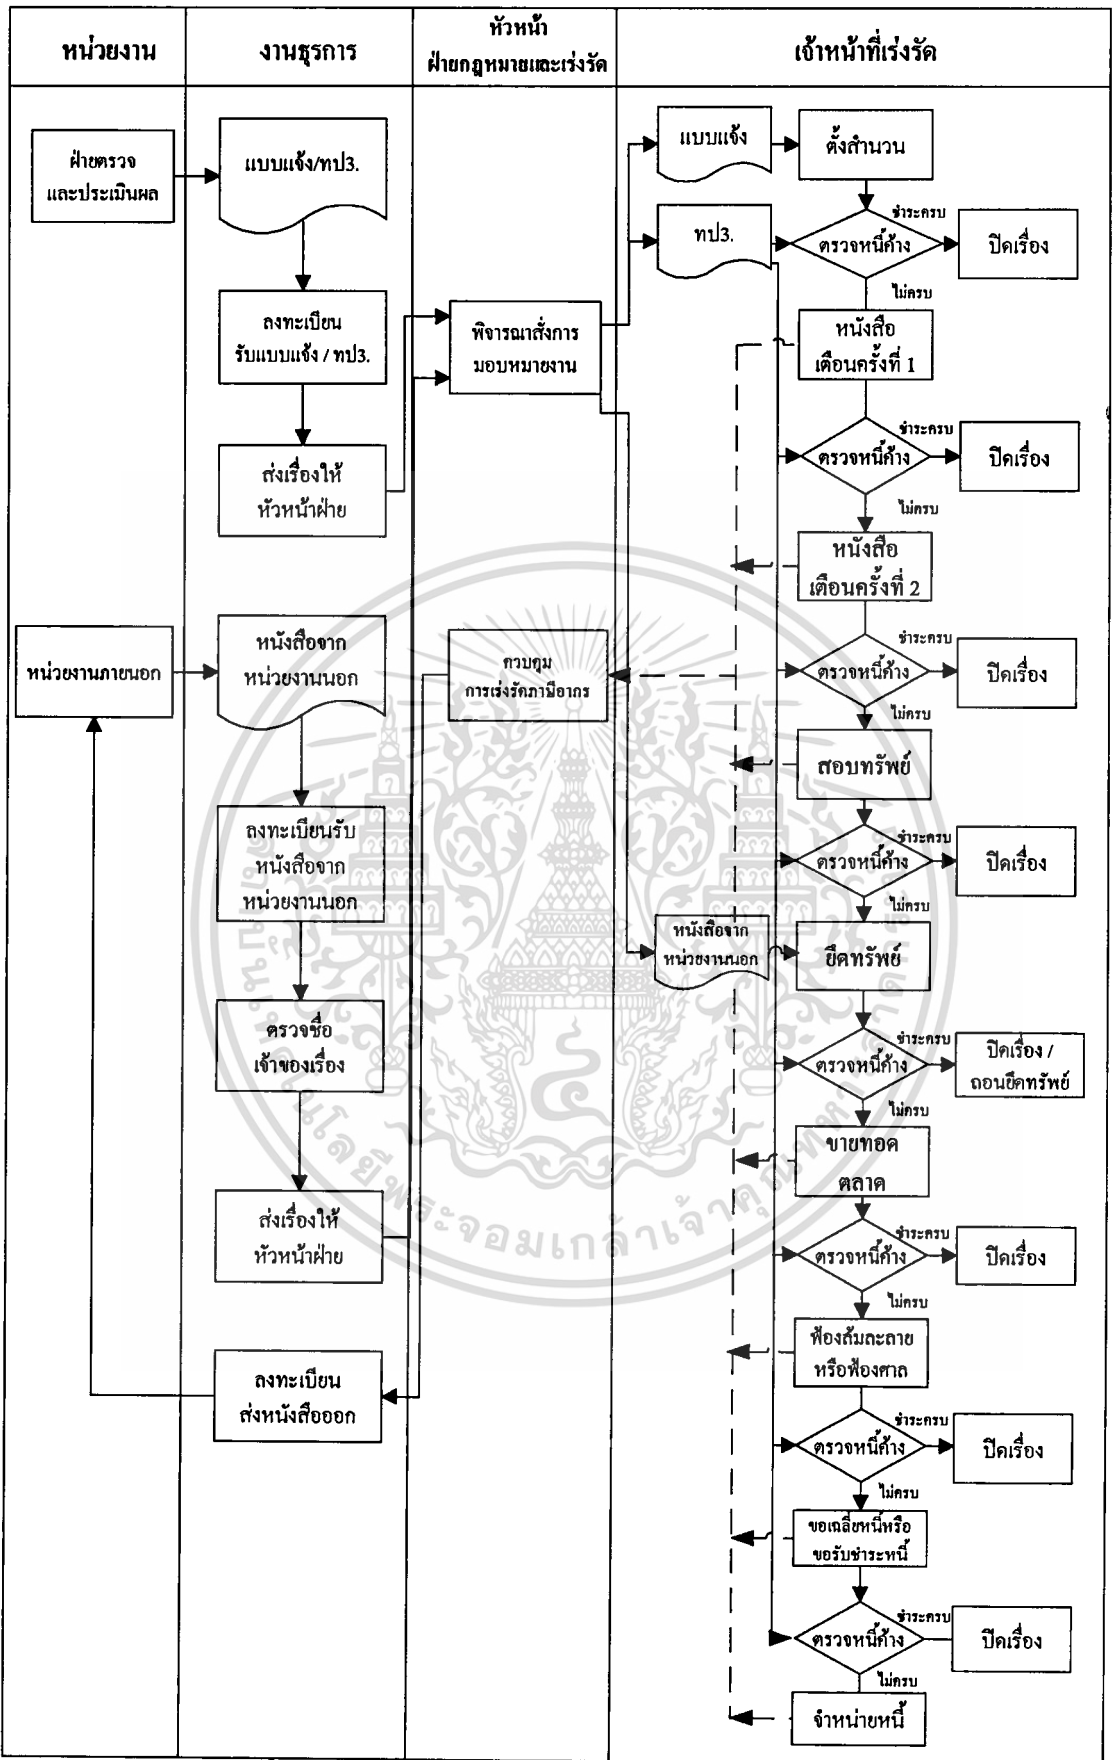 หน่วยงาน
งานธุรการ
หัวหน้า
ฝ่ายกฎหมายและเร่งรัด
เจ้าหน้าที่เร่งรัด
ฝ่ายตรวจ
และประเมินผล
แบบแจ้ง/ทป3.
ลงทะเบียน
รับแบบแจ้ง / ทป3.
ส่งเรื่องให้
หัวหน้าฝ่าย
พิจารณาสั่งการ
มอบหมายงาน
แบบแจ้ง
ตั้งสำนวน
ทป3.
ตรวจหนี้ค้าง
ชำระครบ
ปิดเรื่อง
ไม่ครบ
หนังสือ
เตือนครั้งที่ 1
ตรวจหนี้ค้าง
ชำระครบ
ปิดเรื่อง
ไม่ครบ
หนังสือ
เตือนครั้งที่ 2
หน่วยงานภายนอก
หนังสือจาก
หน่วยงานนอก
ควบคุม
การเร่งรัดภาษีอากร
ตรวจหนี้ค้าง
ชำระครบ
ปิดเรื่อง
ไม่ครบ
สอบทรัพย์
ลงทะเบียนรับ
หนังสือจาก
หน่วยงานนอก
ตรวจหนี้ค้าง
ชำระครบ
ปิดเรื่อง
ไม่ครบ
หนังสือจาก
หน่วยงานนอก
ยึดทรัพย์
ตรวจชื่อ
เจ้าของเรื่อง
ตรวจหนี้ค้าง
ชำระครบ
ปิดเรื่อง /
ถอนยึดทรัพย์
ไม่ครบ
ขายทอด
ตลาด
ส่งเรื่องให้
หัวหน้าฝ่าย
ตรวจหนี้ค้าง
ชำระครบ
ปิดเรื่อง
ไม่ครบ
ฟ้องล้มละลาย
หรือฟ้องศาล
ลงทะเบียน
ส่งหนังสือออก
ตรวจหนี้ค้าง
ชำระครบ
ปิดเรื่อง
ไม่ครบ
ขอเฉลี่ยหนี้หรือ
ขอรับชำระหนี้
ตรวจหนี้ค้าง
ชำระครบ
ปิดเรื่อง
ไม่ครบ
จำหน่ายหนี้